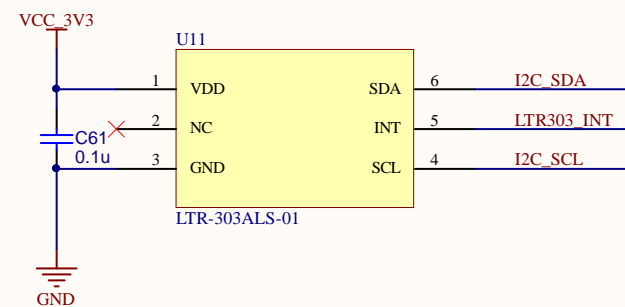 VCC_3V3
U11
1 VDD SDA 6 I2C_SDA
2 NC INT 5 LTR303_INT
C61
0.1u
3 GND SCL 4 I2C_SCL
LTR-303ALS-01
GND